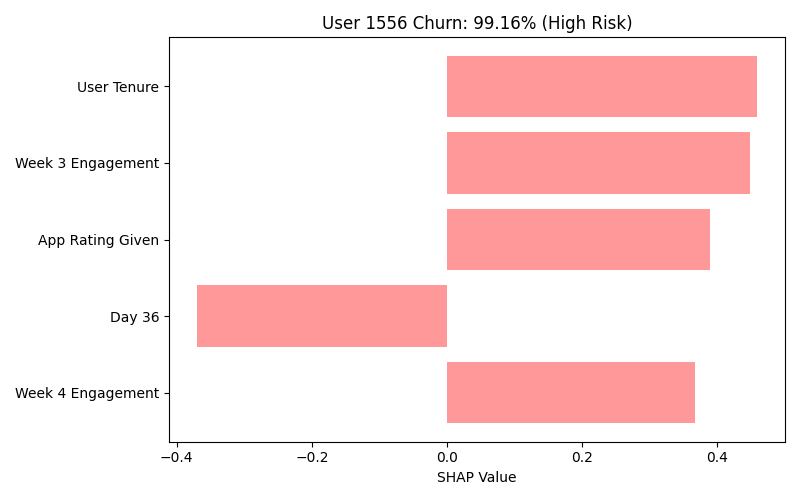 User 1556 Churn: 99.16% (High Risk)
User Tenure
Week 3 Engagement
App Rating Given
Day 36
Week 4 Engagement
−0.4 −0.2 0.0 0.2 0.4
SHAP Value